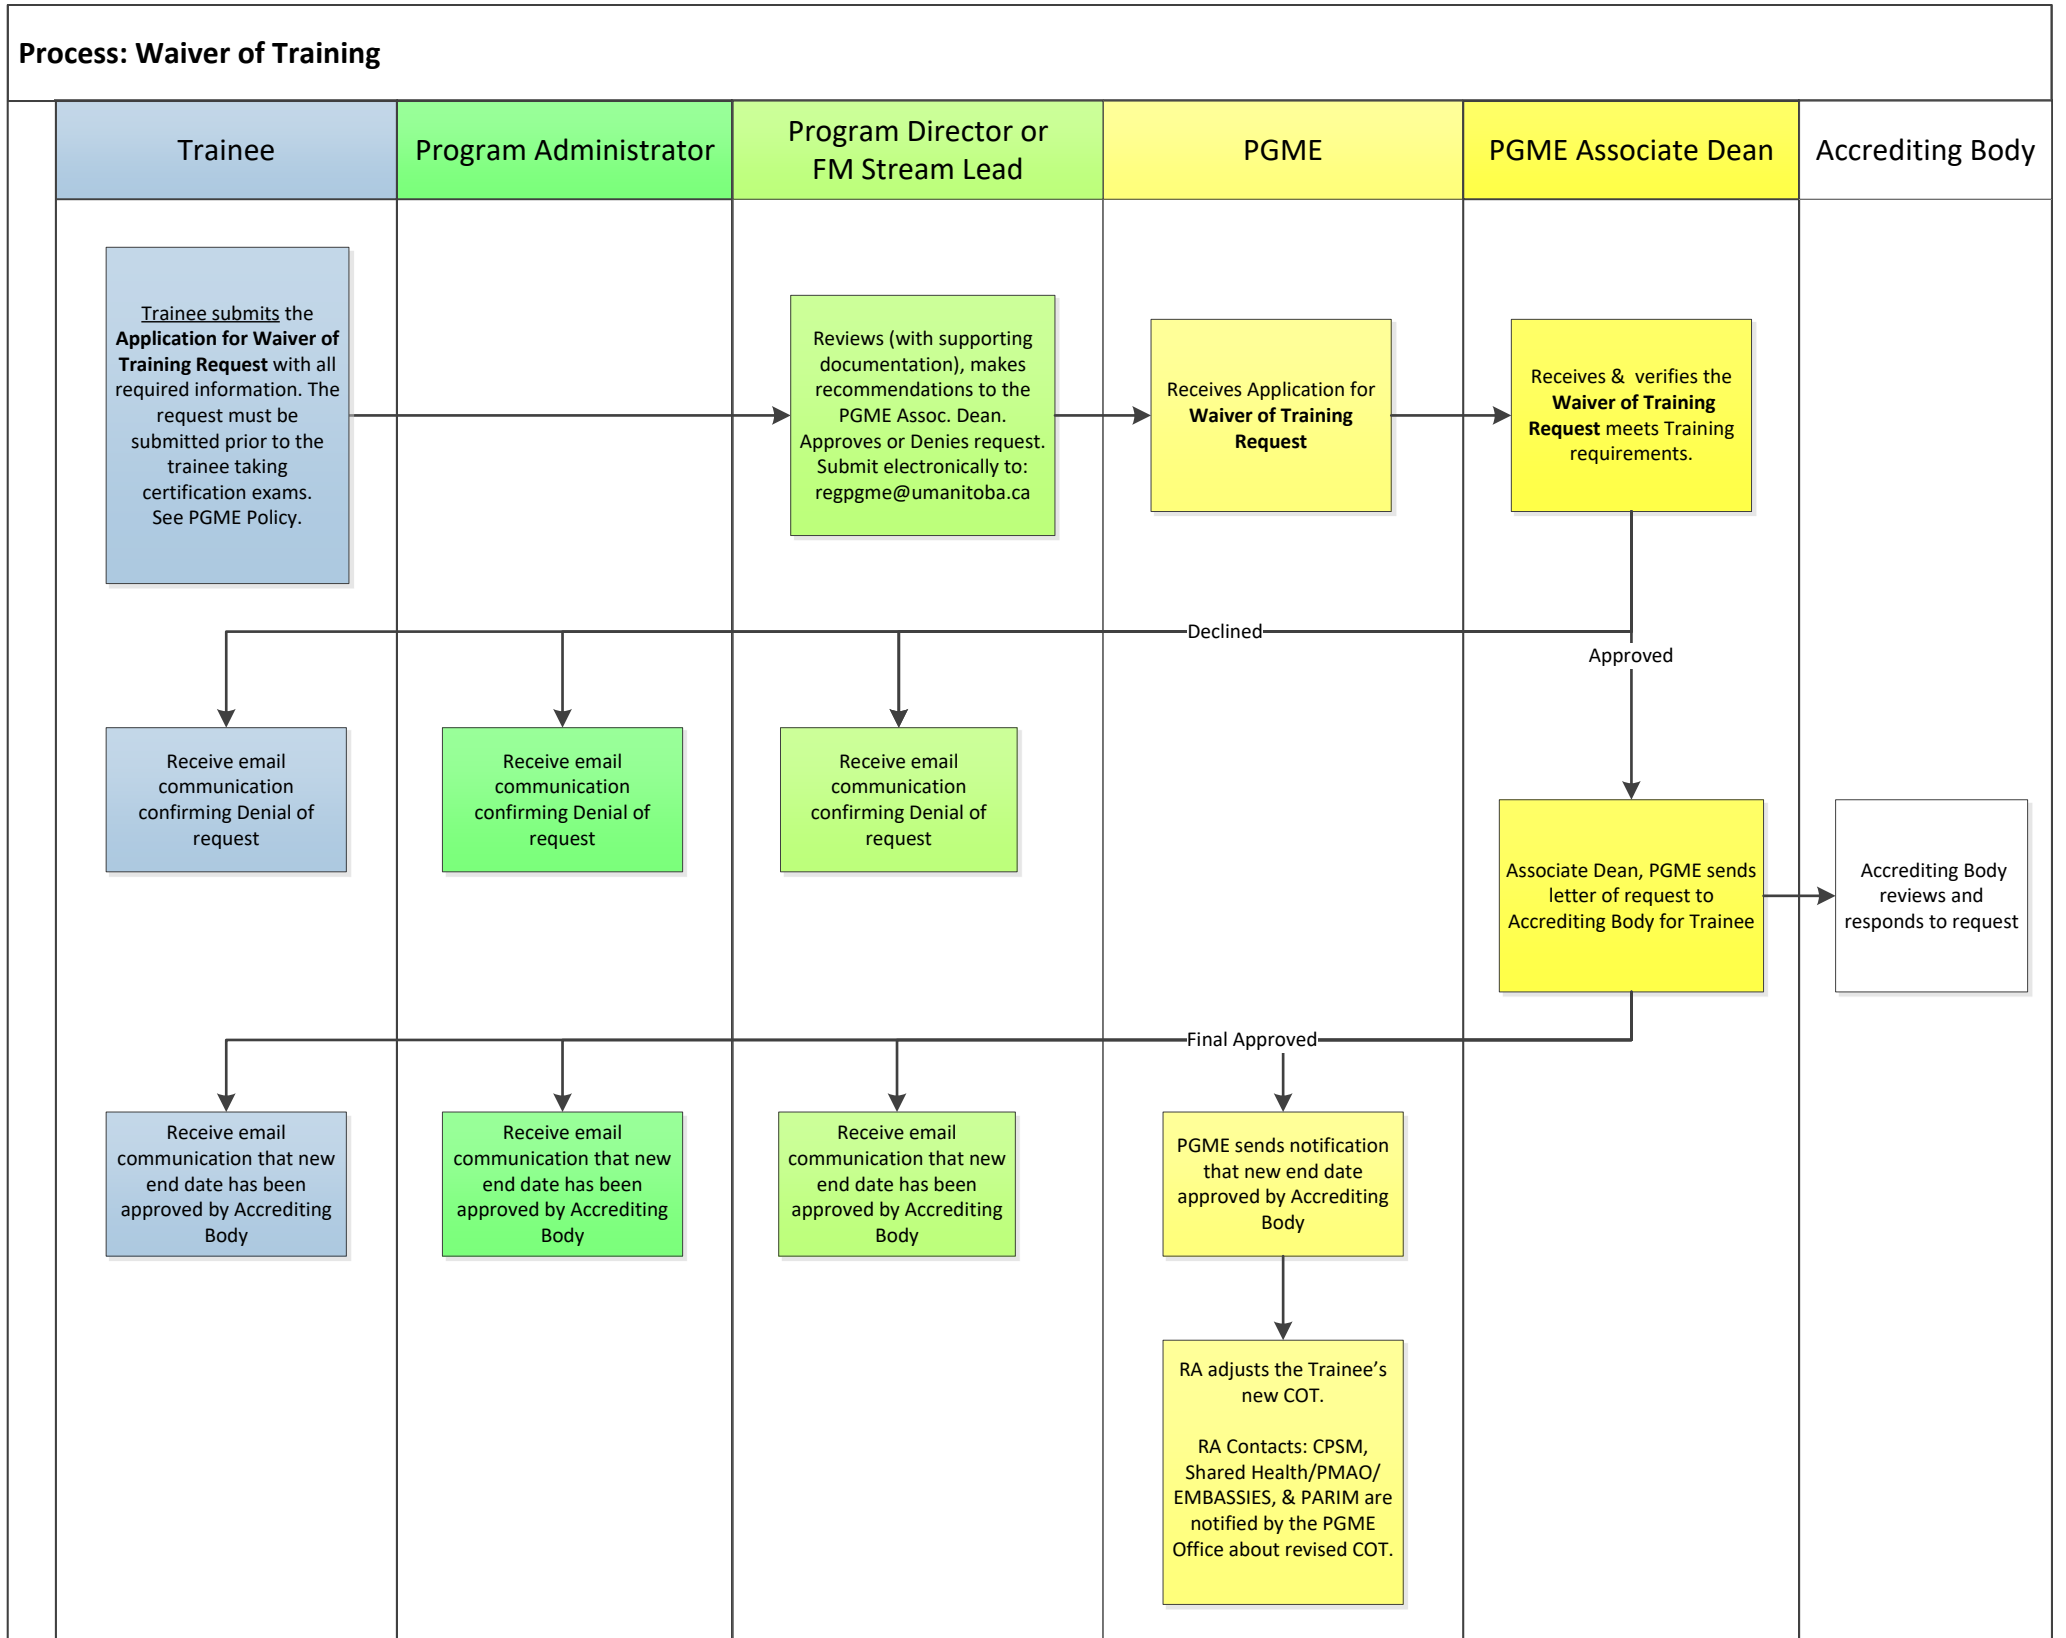 Process: Waiver of Training
Trainee
Program Administrator
Program Director or
FM Stream Lead
PGME
PGME Associate Dean
Accrediting Body
Trainee submits the
Application for Waiver of
Training Request with all
required information. The
request must be
submitted prior to the
trainee taking
certification exams.
See PGME Policy.
Reviews (with supporting
documentation), makes
recommendations to the
PGME Assoc. Dean.
Approves or Denies request.
Submit electronically to:
regpgme@umanitoba.ca
Receives Application for
Waiver of Training
Request
Receives & verifies the
Waiver of Training
Request meets Training
requirements.
Declined
Approved
Receive email
communication
confirming Denial of
request
Receive email
communication
confirming Denial of
request
Receive email
communication
confirming Denial of
request
Associate Dean, PGME sends
letter of request to
Accrediting Body for Trainee
Accrediting Body
reviews and
responds to request
Final Approved
Receive email
communication that new
end date has been
approved by Accrediting
Body
Receive email
communication that new
end date has been
approved by Accrediting
Body
Receive email
communication that new
end date has been
approved by Accrediting
Body
PGME sends notification
that new end date
approved by Accrediting
Body
RA adjusts the Trainee’s
new COT.
RA Contacts: CPSM,
Shared Health/PMAO/
EMBASSIES, & PARIM are
notified by the PGME
Office about revised COT.